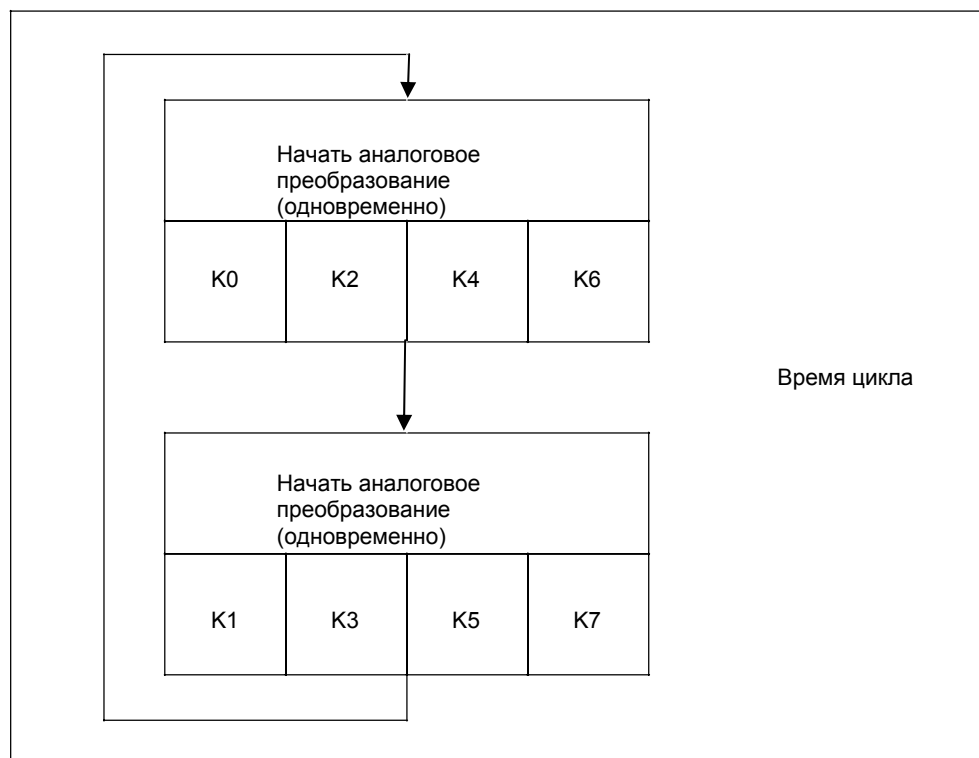 Начать аналоговое
преобразование
(одновременно)
K0 K2 K4 K6
Время цикла
Начать аналоговое
преобразование
(одновременно)
K1 K3 K5 K7